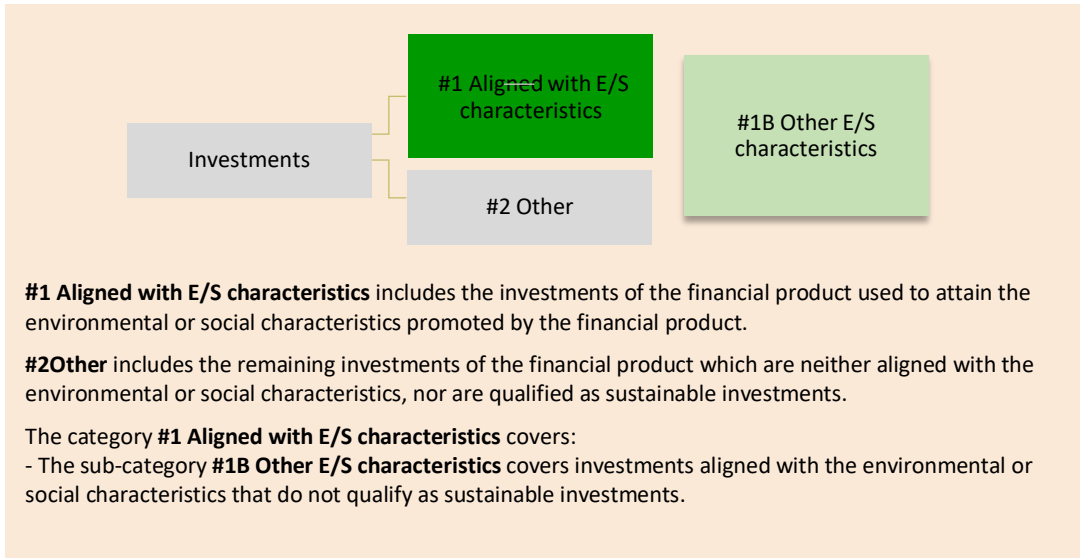 #1 Aligned with E/S
characteristics
#1B Other E/S
characteristics
Investments
#2 Other
#1 Aligned with E/S characteristics includes the investments of the financial product used to attain the
environmental or social characteristics promoted by the financial product.
#2Other includes the remaining investments of the financial product which are neither aligned with the
environmental or social characteristics, nor are qualified as sustainable investments.
The category #1 Aligned with E/S characteristics covers:
- The sub-category #1B Other E/S characteristics covers investments aligned with the environmental or
social characteristics that do not qualify as sustainable investments.